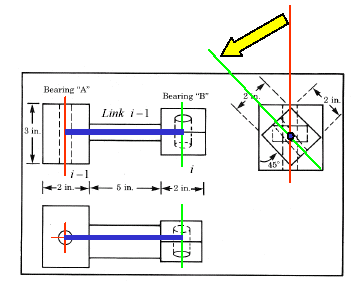 Bearing "A"
Bearing "B"
Link i−1
3 in.
i−1
i
2 in.
5 in.
2 in.
2 in.
2 in.
45°